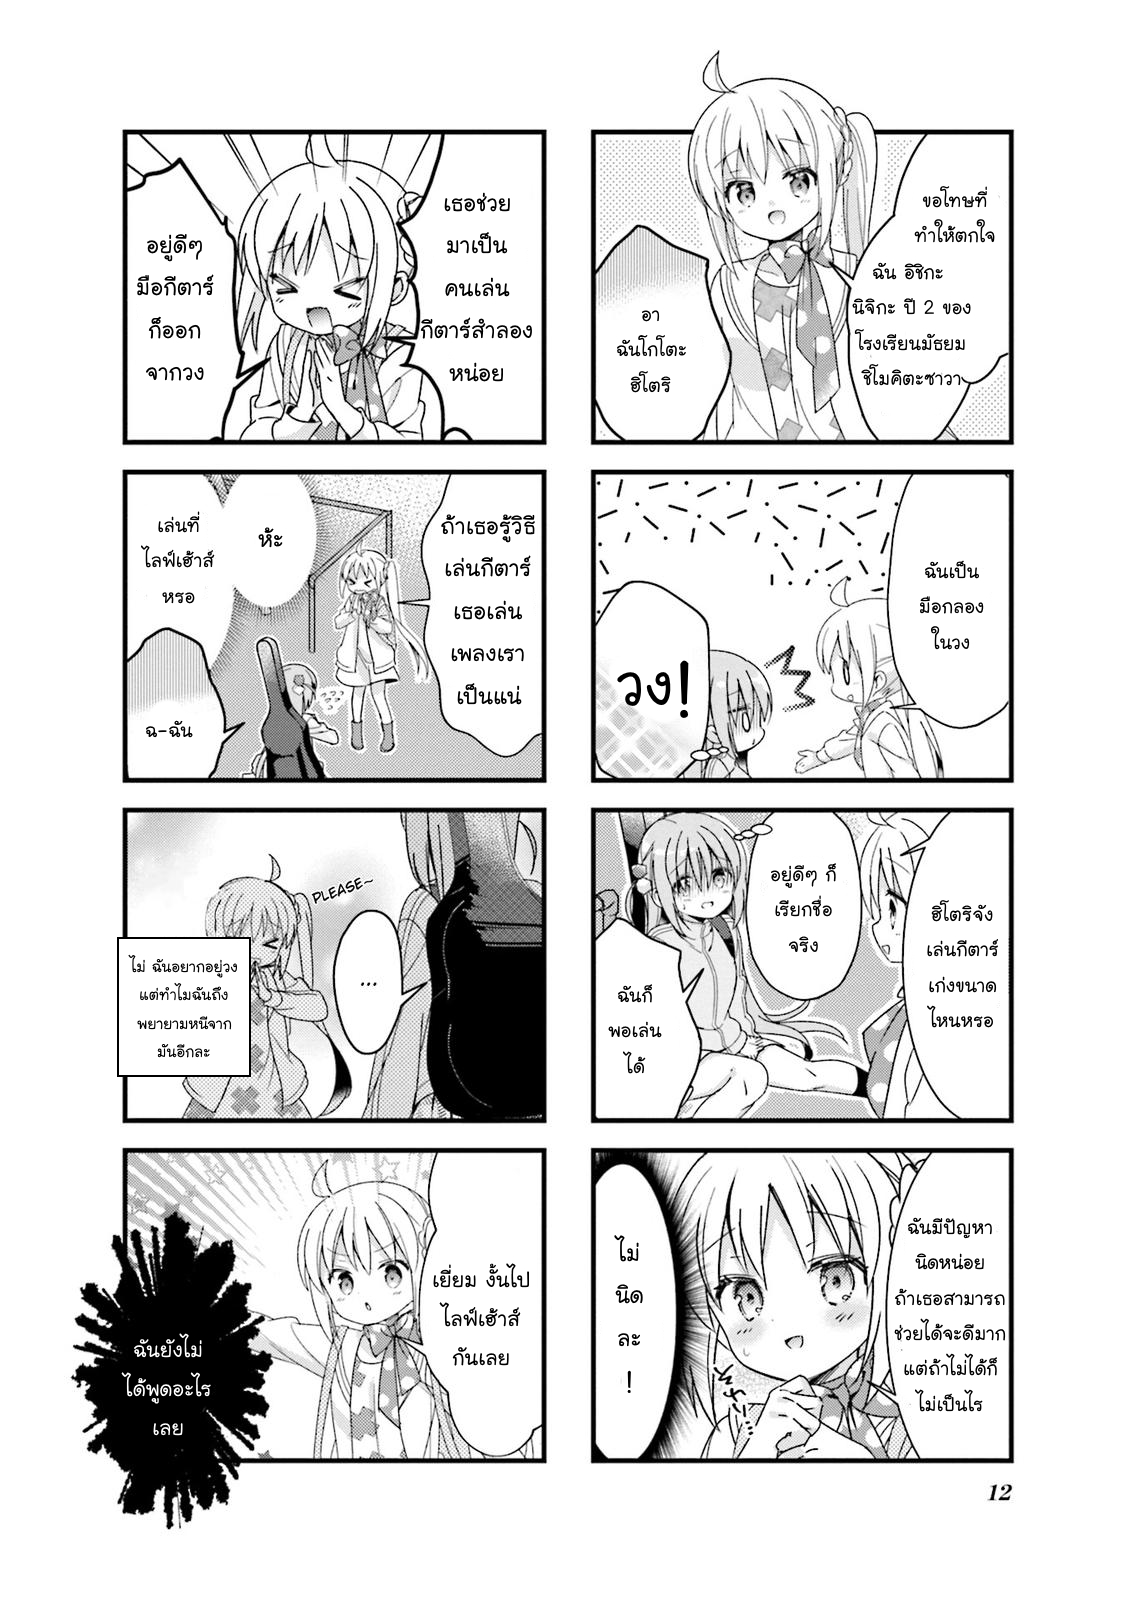 ขอโทษที่
ทำให้ตกใจ
ฉัน อิชิกะ
นิจิกะ ปี 2 ของ
โรงเรียนมัธยม
ชิโมคิตะซาวา
อา
ฉันโกโตะ
ฮิโตริ
ฉันเป็น
มือกลอง
ในวง
วง!
ฮิโตริจัง
เล่นกีตาร์
เก่งขนาด
ไหนหรอ
อยู่ดีๆ ก็
เรียกชื่อ
จริง
ฉันก็
พอเล่น
ได้
ฉันมีปัญหา
นิดหน่อย
ถ้าเธอสามารถ
ช่วยได้จะดีมาก
แต่ถ้าไม่ได้ก็
ไม่เป็นไร
ไม่
นิด
ละ
!
เธอช่วย
มาเป็น
คนเล่น
กีตาร์สำลอง
หน่อย
อยู่ดีๆ
มือกีตาร์
ก็ออก
จากวง
ถ้าเธอรู้วิธี
เล่นกีตาร์
เธอเล่น
เพลงเรา
เป็นแน่
ห้ะ
เล่นที่
ไลฟ์เฮ้าส์
หรอ
ฉ-ฉัน
PLEASE~
...
ไม่ ฉันอยากอยู่วง
แต่ทำไมฉันถึง
พยายามหนีจาก
มันอีกละ
เยี่ยม งั้นไป
ไลฟ์เฮ้าส์
กันเลย
ฉันยังไม่
ได้พูดอะไร
เลย
12